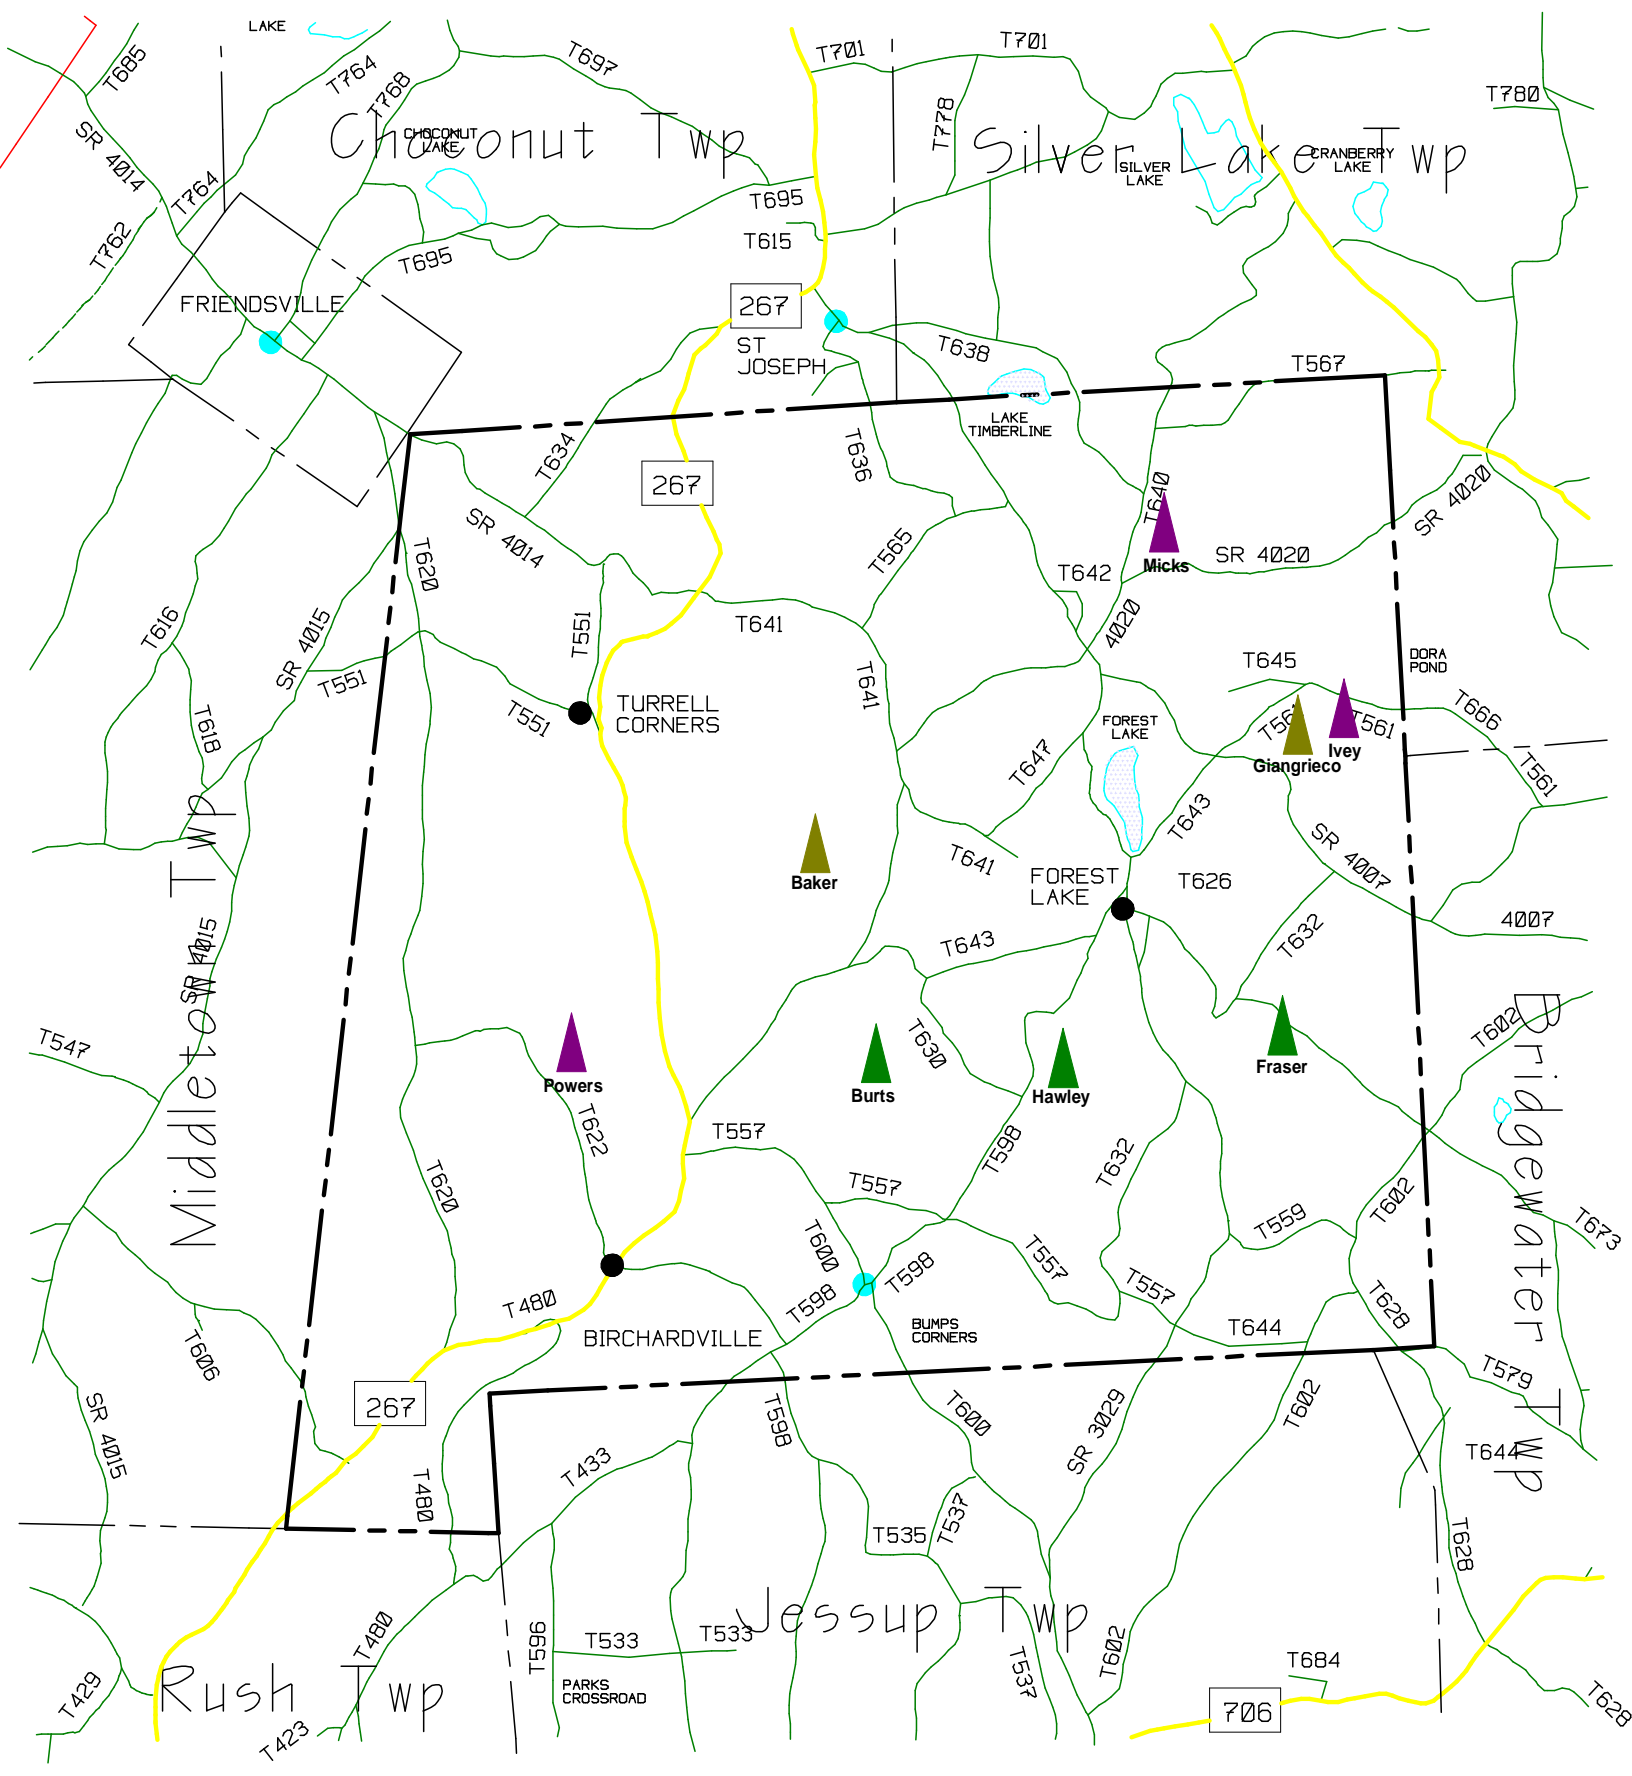 LAKE
T685
T764
T768
T697
T701
T701
T778
T780
SR 4014
Choconut Twp
CHOCONUT
LAKE
Silver Lake Twp
SILVER
LAKE
CRANBERRY
LAKE
T764
T762
T695
T695
T615
FRIENDSVILLE
267
ST
JOSEPH
T638
T567
LAKE
TIMBERLINE
T634
267
T636
T640
SR 4020
SR 4014
T620
T565
T642
Micks
SR 4020
4020
T616
SR 4015
T551
T551
T641
T641
T645
DORA
POND
T666
T618
T551
TURRELL
CORNERS
T647
FOREST
LAKE
T561
T561
Ivey
Giangrieco
T561
T643
SR 4007
Baker
T641
FOREST
LAKE
T626
T632
4007
Middletown Twp
SR 4015
T643
T547
T630
T602
Bridgewater Twp
Powers
Burts
Hawley
Fraser
T622
T557
T598
T632
T620
T557
T602
T559
T673
T600
T557
T598
T598
T557
T480
T628
BIRCHARDVILLE
BUMPS
CORNERS
T644
T606
T579
267
T598
T600
SR 3029
T602
SR 4015
T433
T644
T480
T535
T537
T628
Jessup Twp
T480
T596
T533
T533
T602
T537
T684
Rush Twp
T429
PARKS
CROSSROAD
706
T628
T423